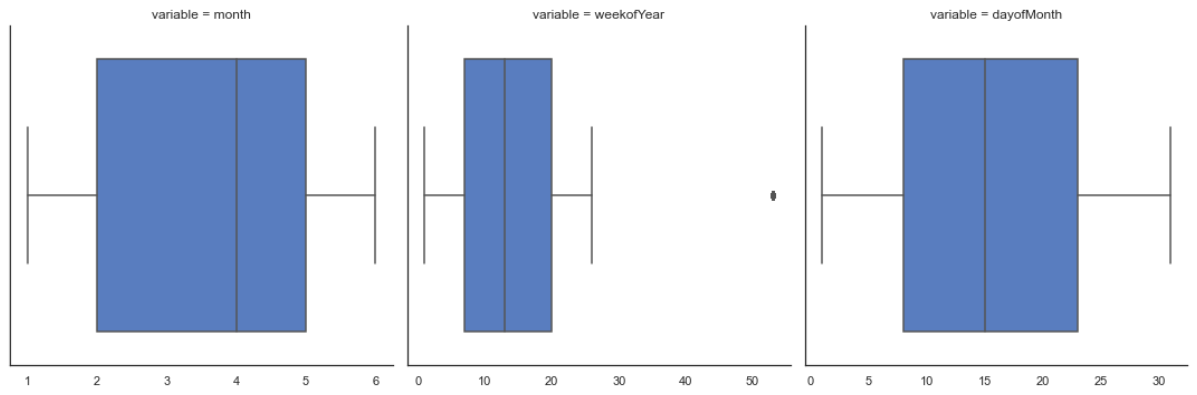 variable = month
variable = weekofYear
variable = dayofMonth
1 2 3 4 5 6
0 10 20 30 40 50
0 5 10 15 20 25 30